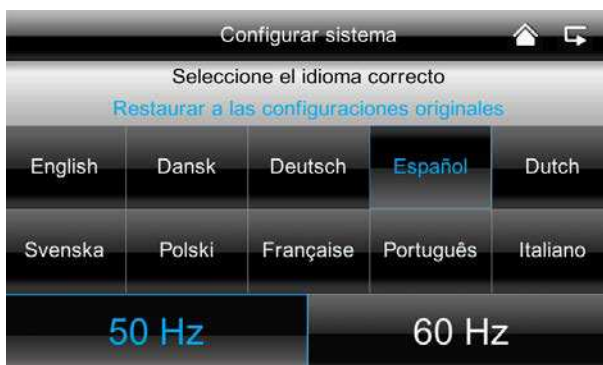 Configurar sistema
Seleccione el idioma correcto
Restaurar a las configuraciones originales
English Dansk Deutsch Español Dutch
Svenska Polski Française Português Italiano
50 Hz 60 Hz